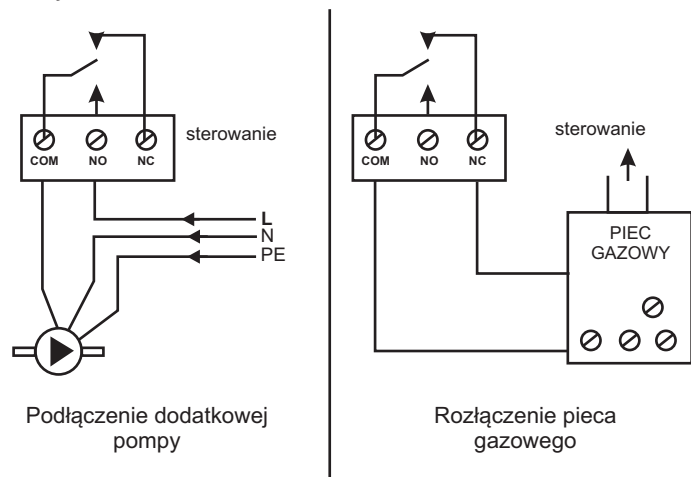 sterowanie
COM NO NC
L
N
PE
Podłączenie dodatkowej
pompy
COM NO NC
sterowanie
PIEC
GAZOWY
Rozłączenie pieca
gazowego